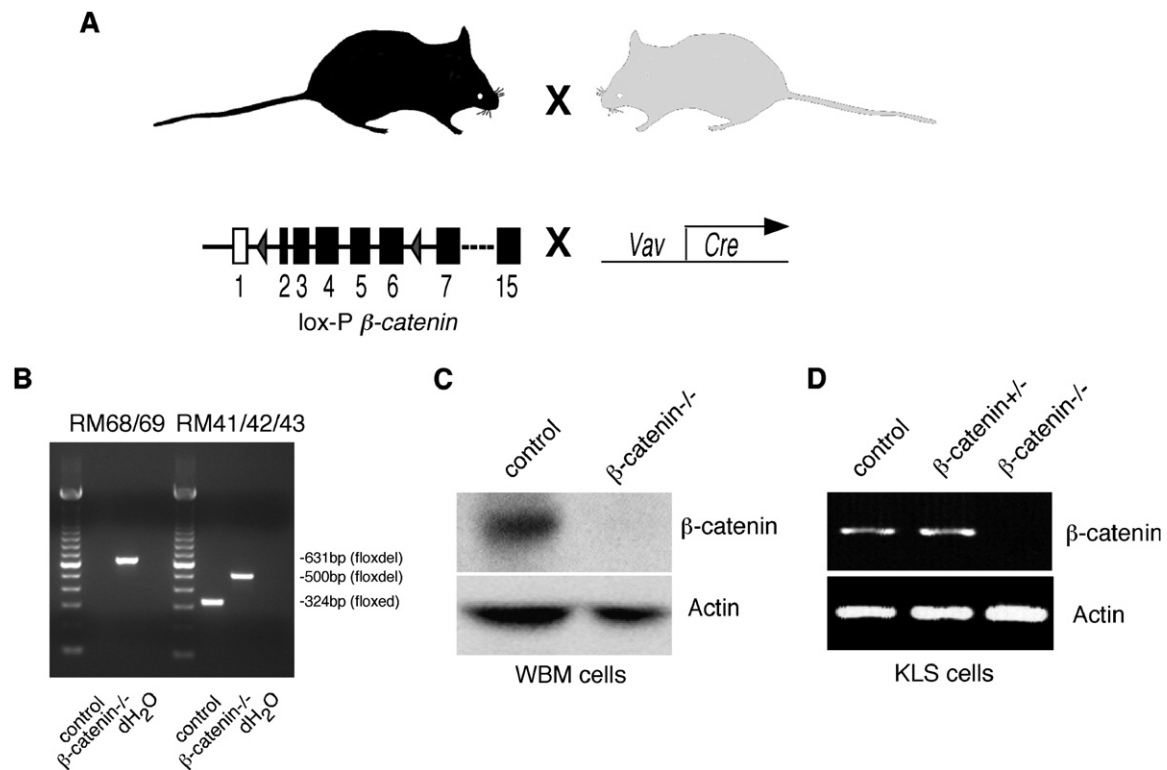 A
X
Vav Cre
X
1 2 3 4 5 6 7 15
lox-P β-catenin
B
RM68/69 RM41/42/43
-631bp (floxdel)
-500bp (floxdel)
-324bp (floxed)
control
β-catenin-/-
dH₂O
control
β-catenin-/-
dH₂O
C
control
β-catenin-/-
β-catenin
Actin
WBM cells
D
control
β-catenin+/-
β-catenin-/-
β-catenin
Actin
KLS cells